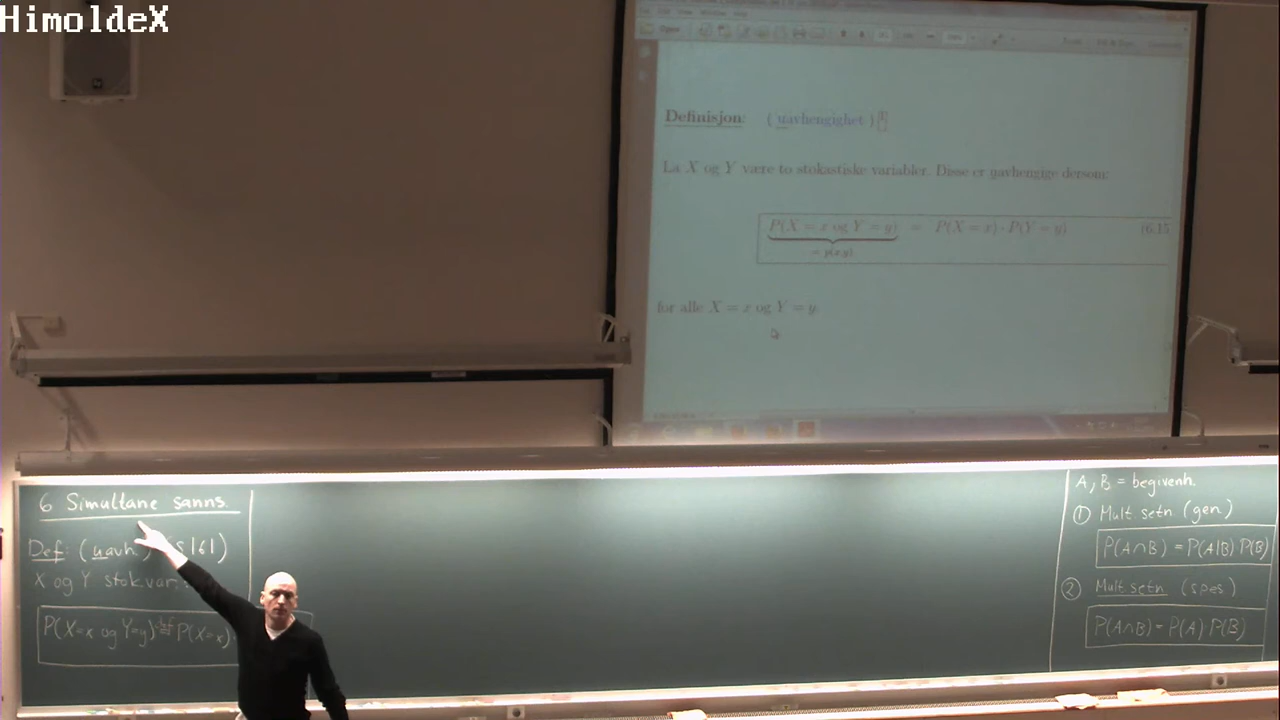 HimoldeX
Definisjon: ( uavhengighet )
La X og Y være to stokastiske variabler. Disse er uavhengige dersom:
P(X = x og Y = y) = P(X = x) · P(Y = y) (6.15
= p(x,y)
for alle X = x og Y = y.
6 Simultane sanns.
Def: (uavh.) s 161)
X og Y stok.var.
P(X=x og Y=y) def= P(X=x)
A, B = begivenh.
① Mult. setn (gen.)
P(A∩B) = P(A|B) P(B)
② Mult setn (spes)
P(A∩B) = P(A) P(B)